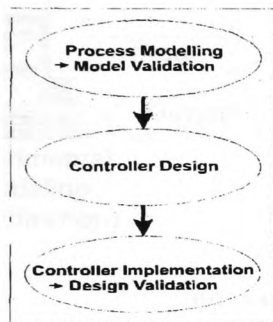 Process Modelling
→ Model Validation
Controller Design
Controller Implementation
→ Design Validation